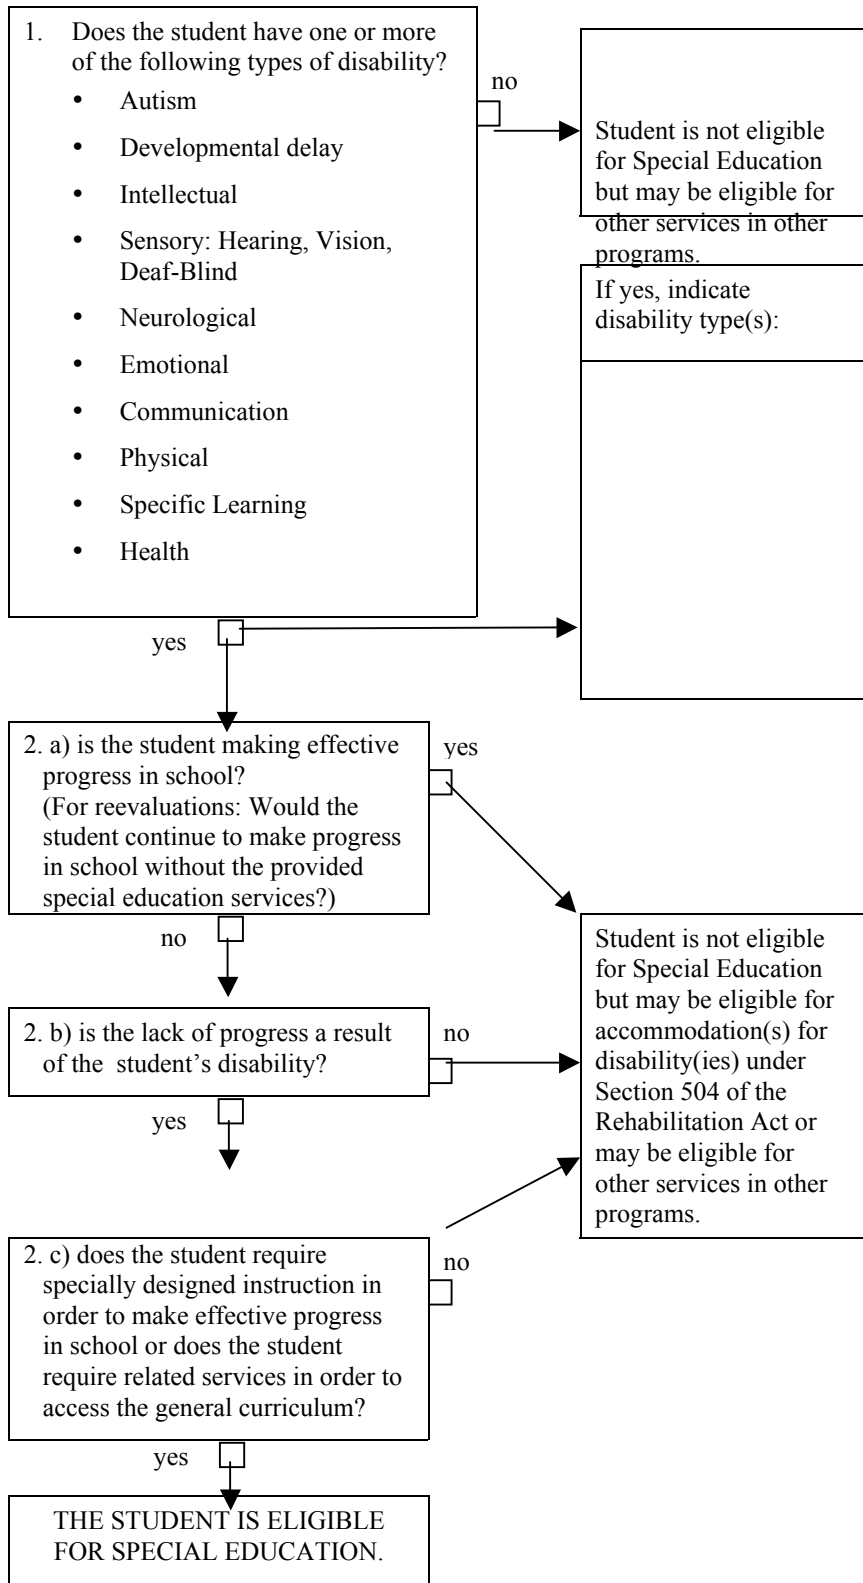 1. Does the student have one or more
of the following types of disability?
• Autism
• Developmental delay
• Intellectual
• Sensory: Hearing, Vision,
Deaf-Blind
• Neurological
• Emotional
• Communication
• Physical
• Specific Learning
• Health
no
Student is not eligible
for Special Education
but may be eligible for
other services in other
programs.
If yes, indicate
disability type(s):
yes
2. a) is the student making effective
progress in school?
(For reevaluations: Would the
student continue to make progress
in school without the provided
special education services?)
yes
no
Student is not eligible
for Special Education
but may be eligible for
accommodation(s) for
disability(ies) under
Section 504 of the
Rehabilitation Act or
may be eligible for
other services in other
programs.
2. b) is the lack of progress a result
of the student’s disability?
no
yes
2. c) does the student require
specially designed instruction in
order to make effective progress
in school or does the student
require related services in order to
access the general curriculum?
no
yes
THE STUDENT IS ELIGIBLE
FOR SPECIAL EDUCATION.